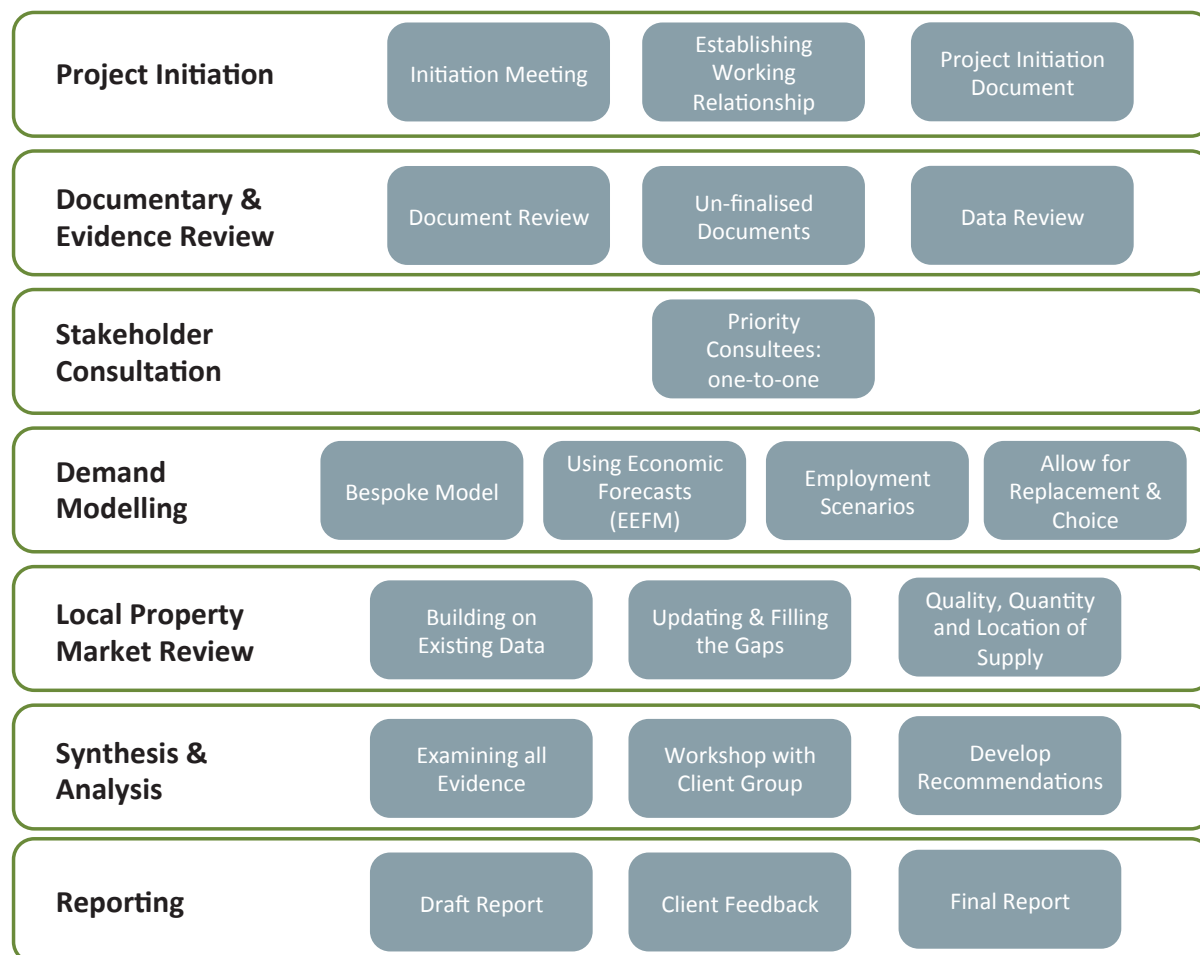 Project Initiation
Initiation Meeting
Establishing
Working
Relationship
Project Initiation
Document
Documentary &
Evidence Review
Document Review
Un-finalised
Documents
Data Review
Stakeholder
Consultation
Priority
Consultees:
one-to-one
Demand
Modelling
Bespoke Model
Using Economic
Forecasts
(EEFM)
Employment
Scenarios
Allow for
Replacement &
Choice
Local Property
Market Review
Building on
Existing Data
Updating & Filling
the Gaps
Quality, Quantity
and Location of
Supply
Synthesis &
Analysis
Examining all
Evidence
Workshop with
Client Group
Develop
Recommendations
Reporting
Draft Report
Client Feedback
Final Report